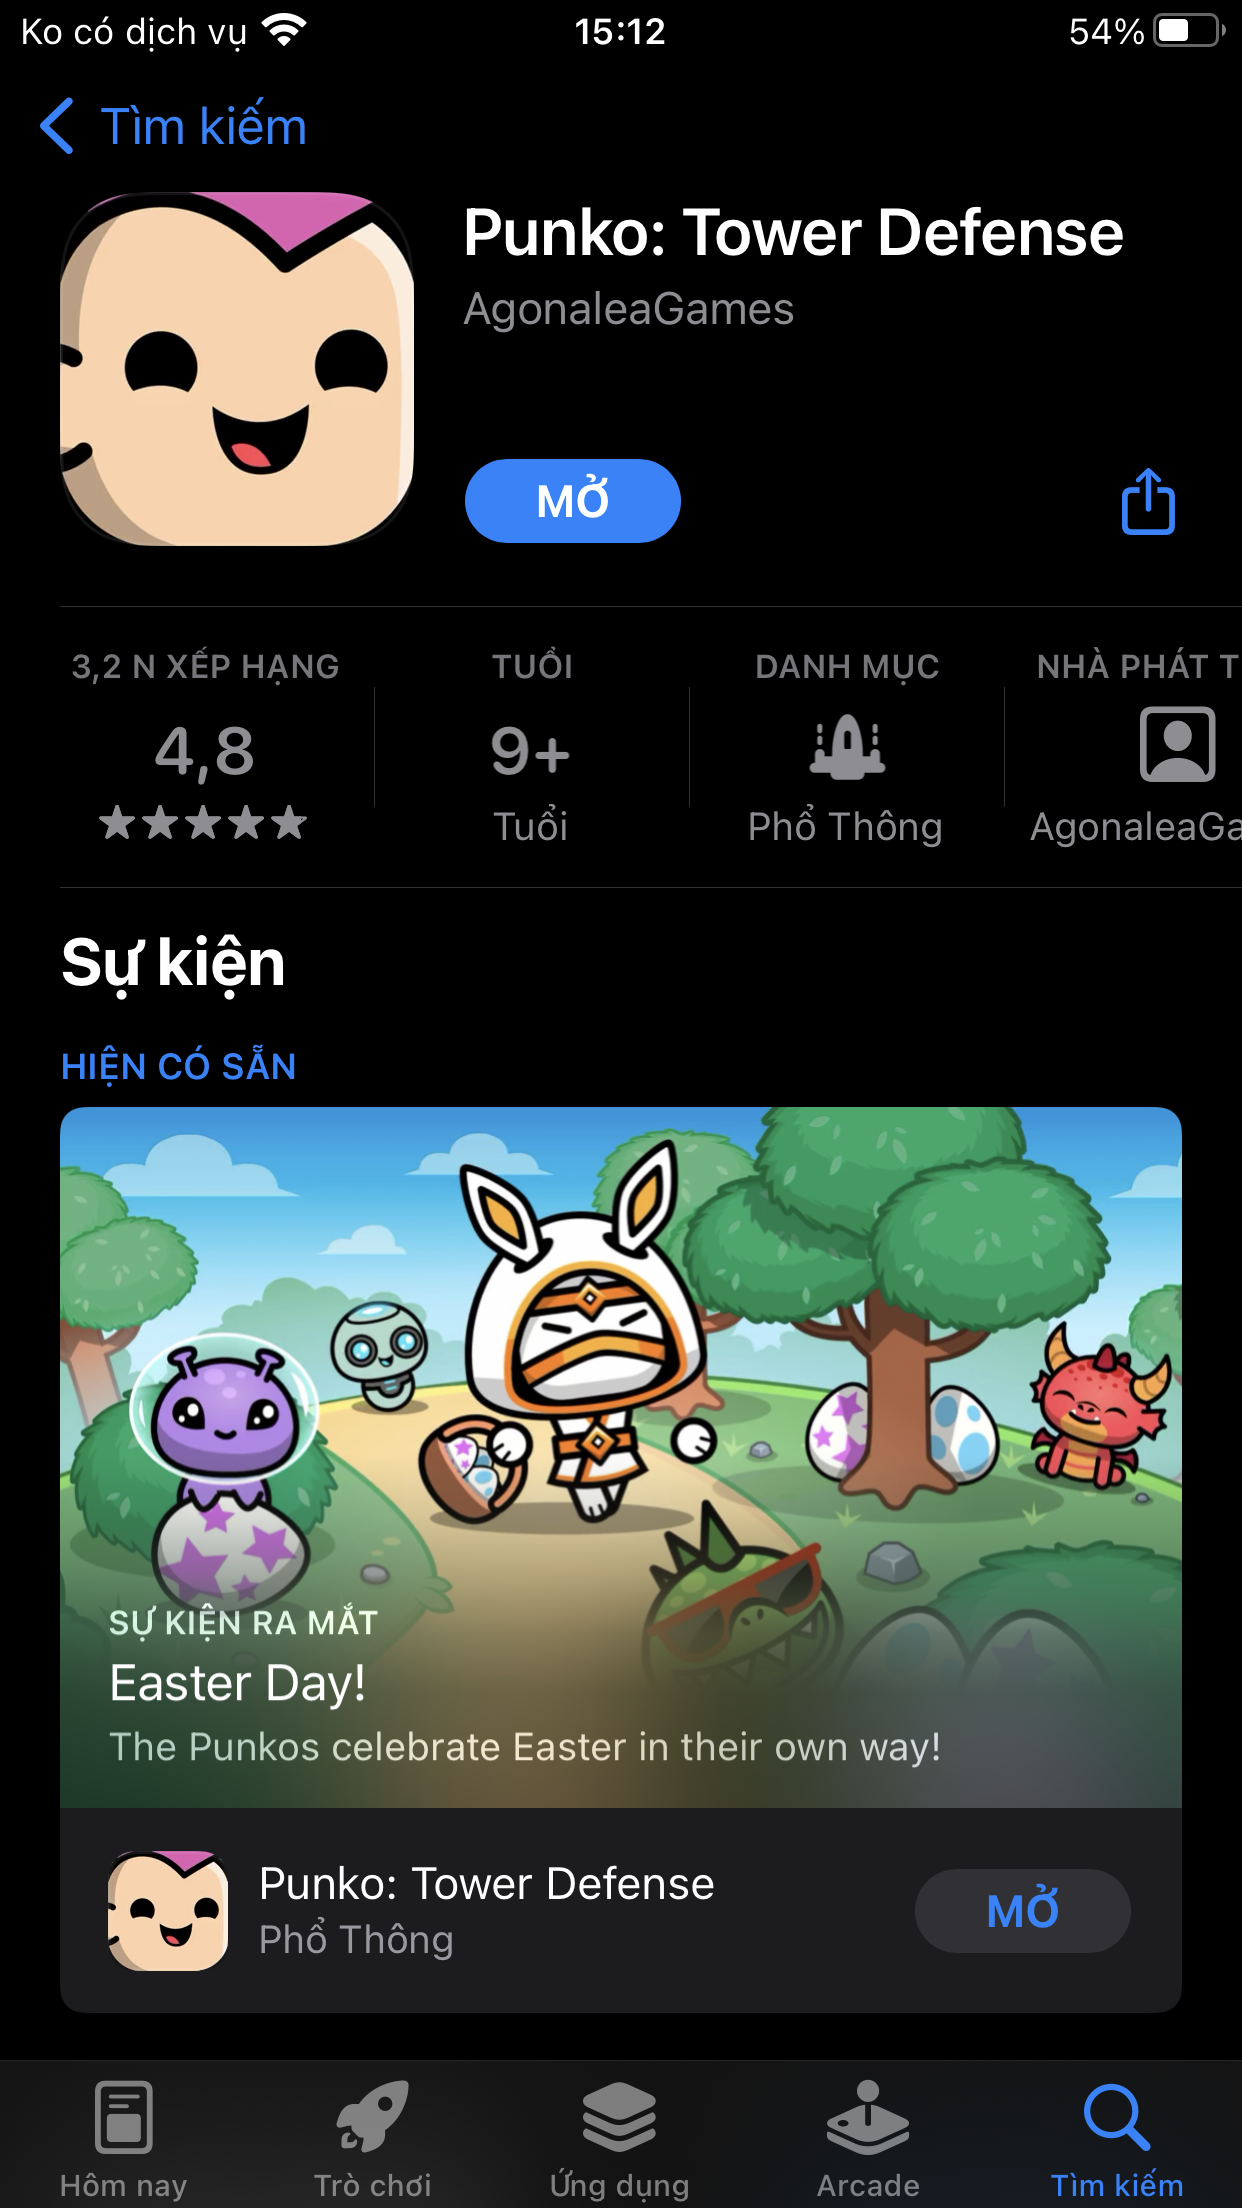 Ko có dịch vụ
15:12
54%
Tìm kiếm
Punko: Tower Defense
AgonaleaGames
MỞ
3,2 N XẾP HẠNG
4,8
TUỔI
9+
Tuổi
DANH MỤC
Phổ Thông
NHÀ PHÁT T
AgonaleaGa
Sự kiện
HIỆN CÓ SẴN
SỰ KIỆN RA MẮT
Easter Day!
The Punkos celebrate Easter in their own way!
Punko: Tower Defense
Phổ Thông
MỞ
Hôm nay
Trò chơi
Ứng dụng
Arcade
Tìm kiếm